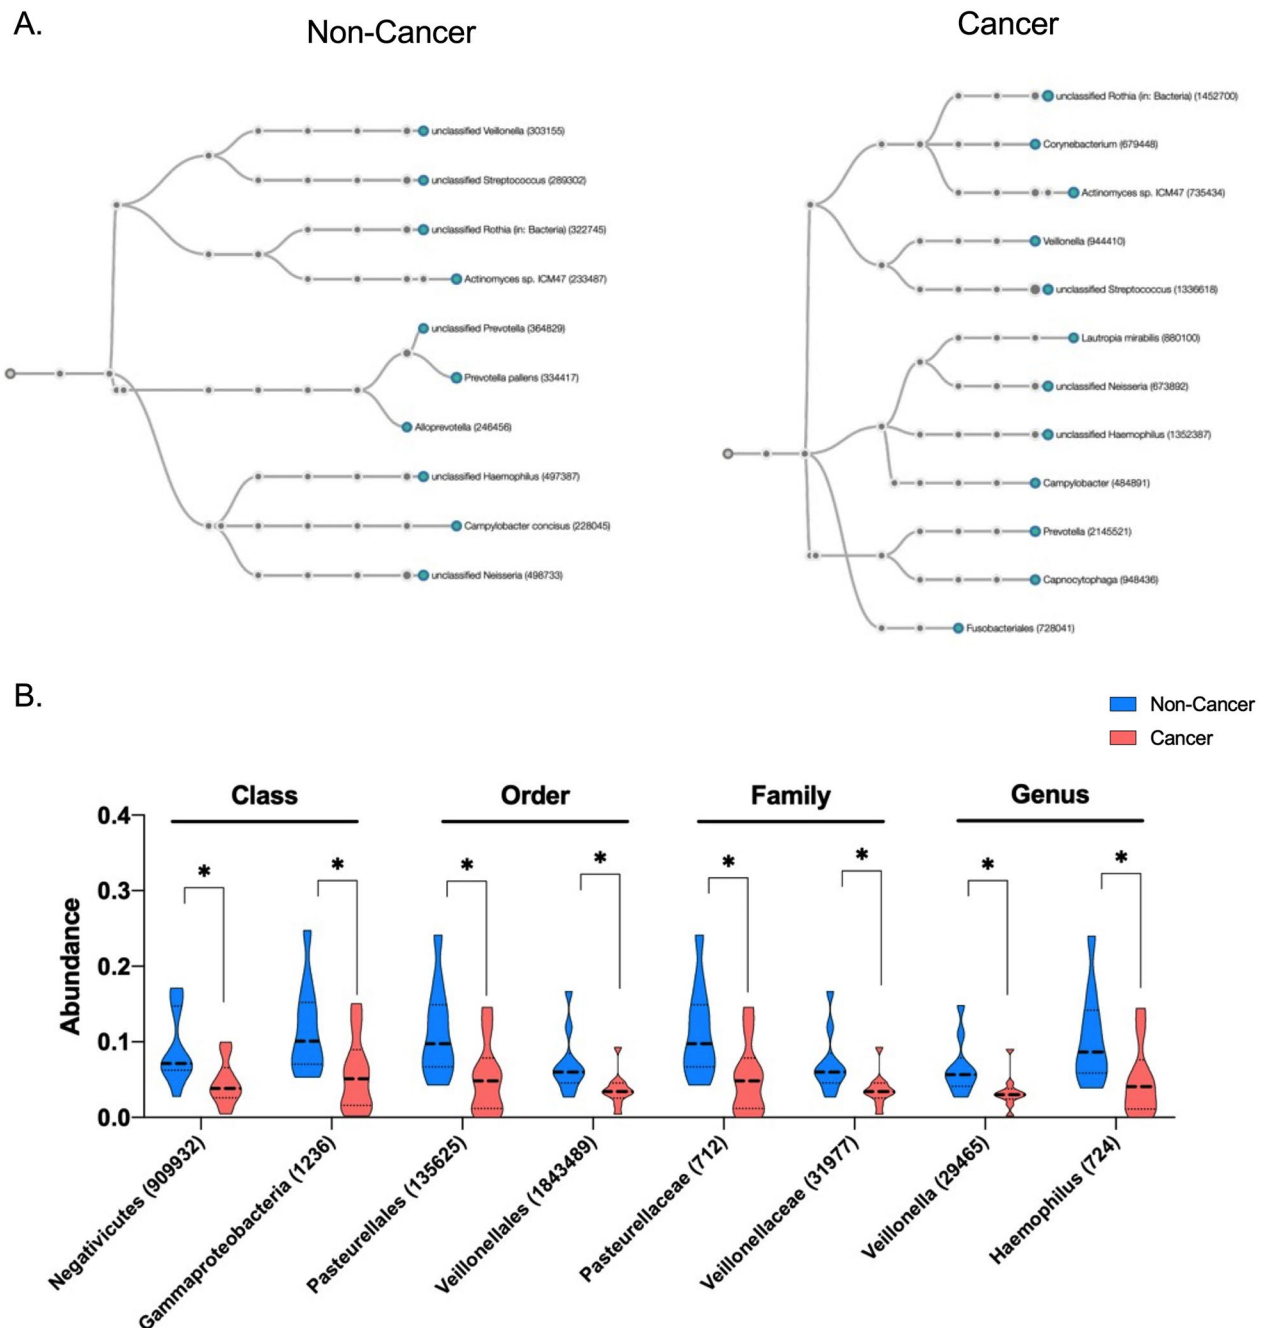 A.
Non-Cancer
unclassified Veillonella (303155)
unclassified Streptococcus (289302)
unclassified Rothia (in: Bacteria) (322745)
Actinomyces sp. ICM47 (233487)
unclassified Prevotella (364829)
Prevotella pallens (334417)
Alloprevotella (246456)
unclassified Haemophilus (497387)
Campylobacter concisus (228045)
unclassified Neisseria (498733)
Cancer
unclassified Rothia (in: Bacteria) (1452700)
Corynebacterium (679448)
Actinomyces sp. ICM47 (735434)
Veillonella (944410)
unclassified Streptococcus (1336618)
Lautropia mirabilis (880100)
unclassified Neisseria (673892)
unclassified Haemophilus (1352387)
Campylobacter (484891)
Prevotella (2145521)
Capnocytophaga (948436)
Fusobacteriales (728041)
B.
Non-Cancer
Cancer
Class
Order
Family
Genus
Abundance
0.4
0.3
0.2
0.1
0.0
*
*
*
*
*
*
*
*
Negativicutes (909932)
Gammaproteobacteria (1236)
Pasteurellales (135625)
Veillonellales (1843489)
Pasteurellaceae (712)
Veillonellaceae (31977)
Veillonella (29465)
Haemophilus (724)